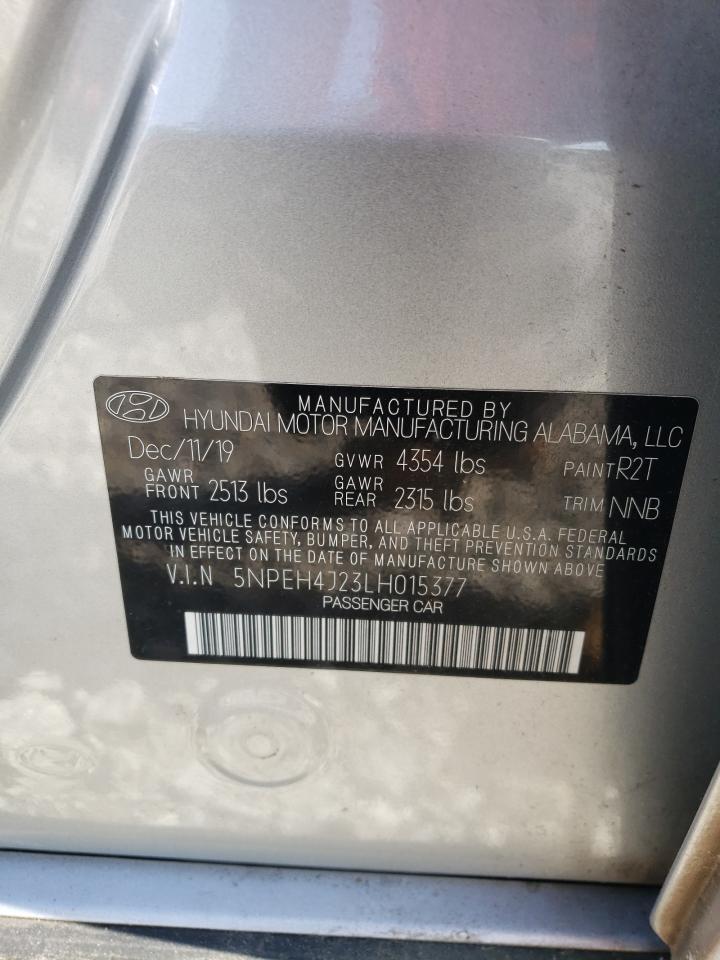 MANUFACTURED BY
HYUNDAI MOTOR MANUFACTURING ALABAMA, LLC
Dec/11/19 GVWR 4354 lbs PAINT R2T
GAWR FRONT 2513 lbs GAWR REAR 2315 lbs TRIM NNB
THIS VEHICLE CONFORMS TO ALL APPLICABLE U.S.A. FEDERAL
MOTOR VEHICLE SAFETY, BUMPER, AND THEFT PREVENTION STANDARDS
IN EFFECT ON THE DATE OF MANUFACTURE SHOWN ABOVE
V.I.N 5NPEH4J23LH015377
PASSENGER CAR